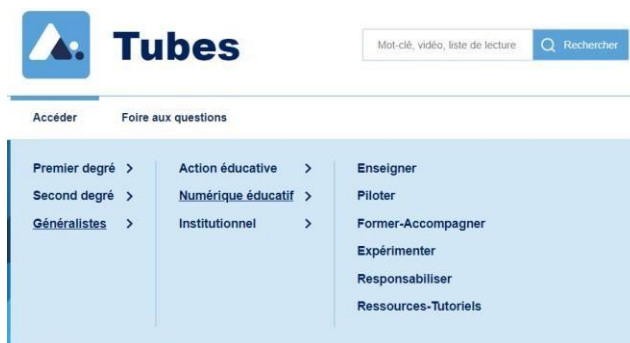 Tubes
Mot-clé, vidéo, liste de lecture
Rechercher
Accéder
Foire aux questions
Premier degré
Second degré
Généralistes
Action éducative
Numérique éducatif
Institutionnel
Enseigner
Piloter
Former-Accompagner
Expérimenter
Responsabiliser
Ressources-Tutoriels